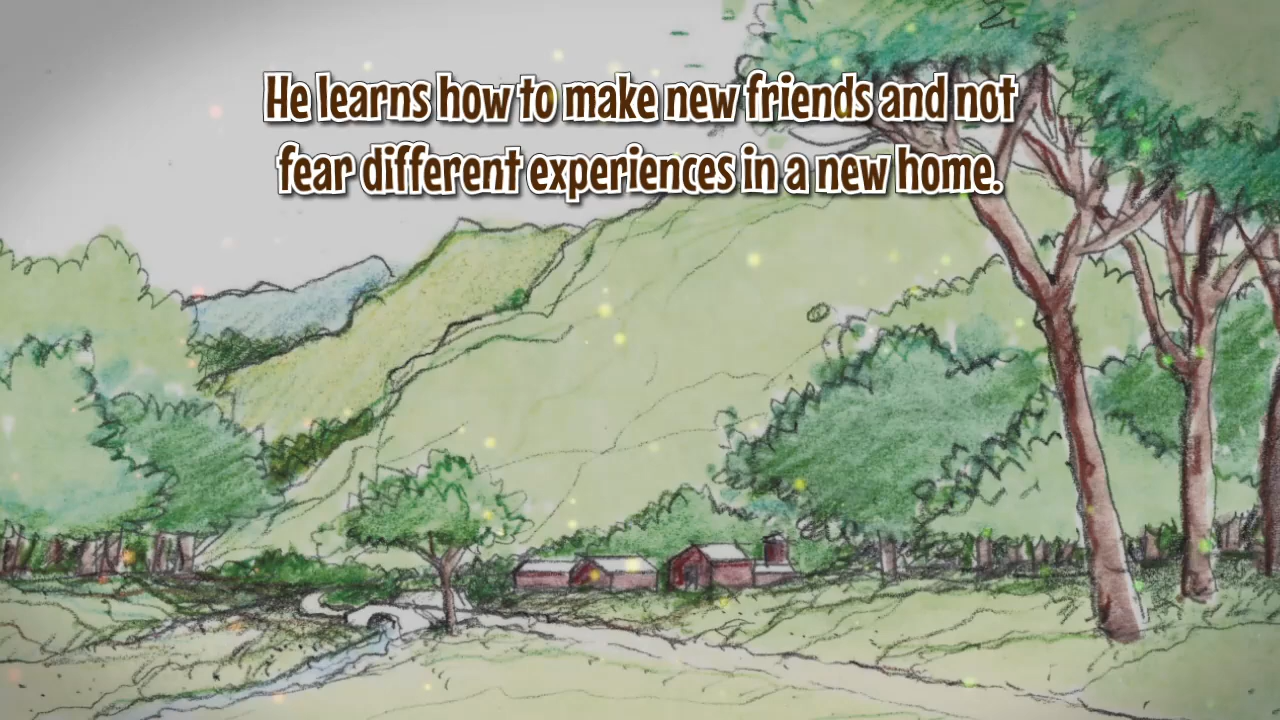 He learns how to make new friends and not
fear different experiences in a new home.